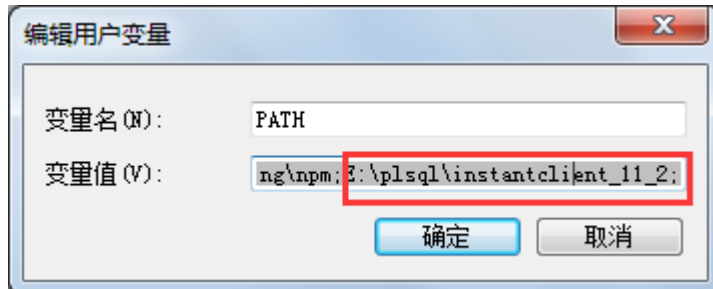 编辑用户变量
变量名(N): PATH
变量值(V): ng\npm;E:\plsql\instantclient_11_2;
确定 取消